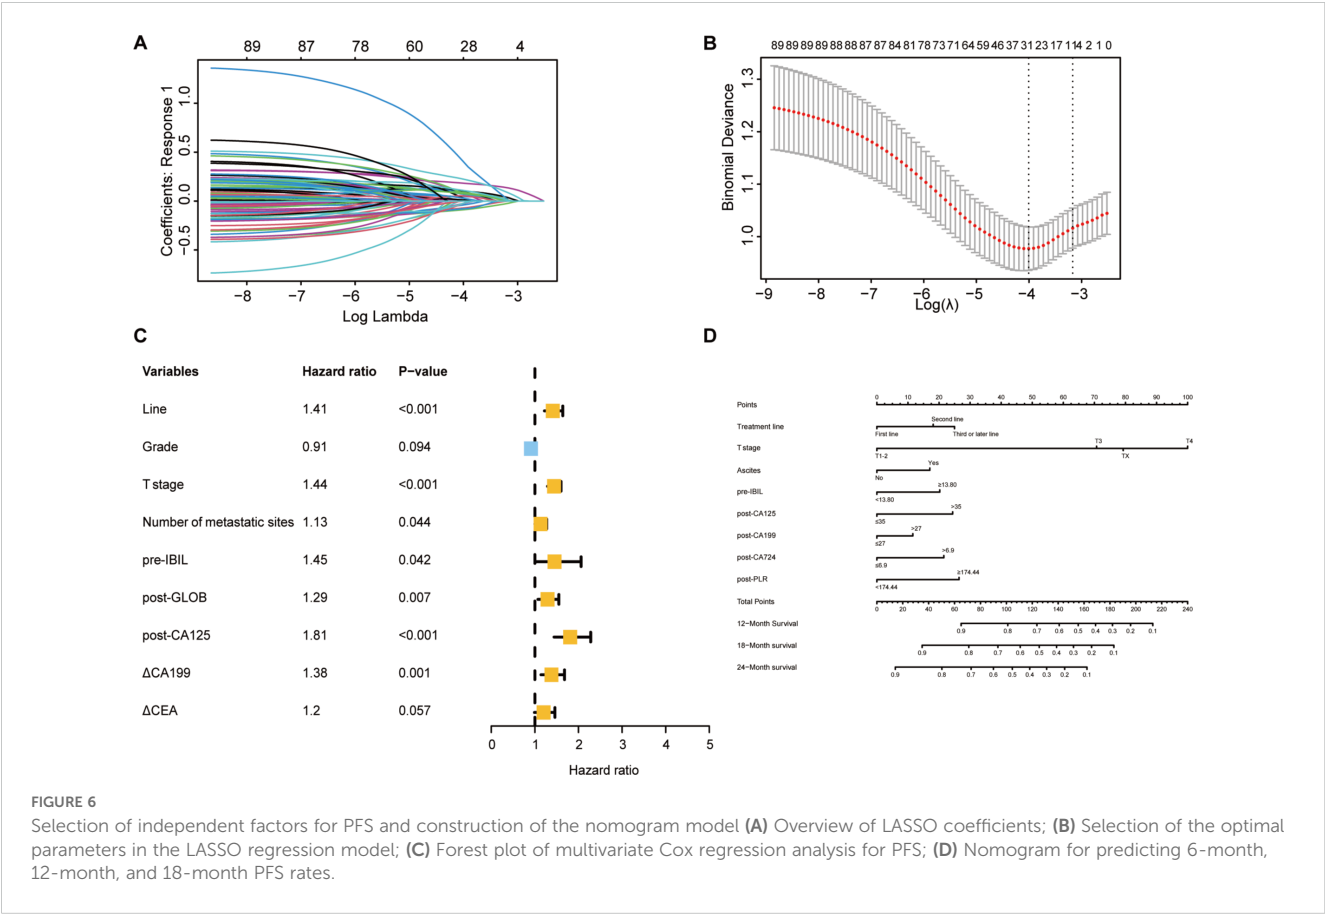 A
89 87 78 60 28 4
Coefficients: Response 1
1.0
0.5
0.0
−0.5
−8 −7 −6 −5 −4 −3
Log Lambda
B
89 89 89 89 88 88 87 87 84 81 78 73 71 64 59 46 37 31 23 17 11 4 2 1 0
Binomial Deviance
1.3
1.2
1.1
1.0
−9 −8 −7 −6 −5 −4 −3
Log(λ)
C
Variables Hazard ratio P−value
Line 1.41 <0.001
Grade 0.91 0.094
T stage 1.44 <0.001
Number of metastatic sites 1.13 0.044
pre-IBIL 1.45 0.042
post-GLOB 1.29 0.007
post-CA125 1.81 <0.001
ΔCA199 1.38 0.001
ΔCEA 1.2 0.057
0 1 2 3 4 5
Hazard ratio
D
Points 0 10 20 30 40 50 60 70 80 90 100
Second line
Treatment line
First line Third or later line
T3 T4
T stage
T1-2 TX
Yes
Ascites
No
≥13.80
pre-IBIL
<13.80
>35
post-CA125
≤35
>27
post-CA199
≤27
>6.9
post-CA724
≤6.9
≥174.44
post-PLR
<174.44
Total Points
0 20 40 60 80 100 120 140 160 180 200 220 240
12−Month Survival
0.9 0.8 0.7 0.6 0.5 0.4 0.3 0.2 0.1
18−Month survival
0.9 0.8 0.7 0.6 0.5 0.4 0.3 0.2 0.1
24−Month survival
0.9 0.8 0.7 0.6 0.5 0.4 0.3 0.2 0.1
FIGURE 6
Selection of independent factors for PFS and construction of the nomogram model (A) Overview of LASSO coefficients; (B) Selection of the optimal
parameters in the LASSO regression model; (C) Forest plot of multivariate Cox regression analysis for PFS; (D) Nomogram for predicting 6-month,
12-month, and 18-month PFS rates.